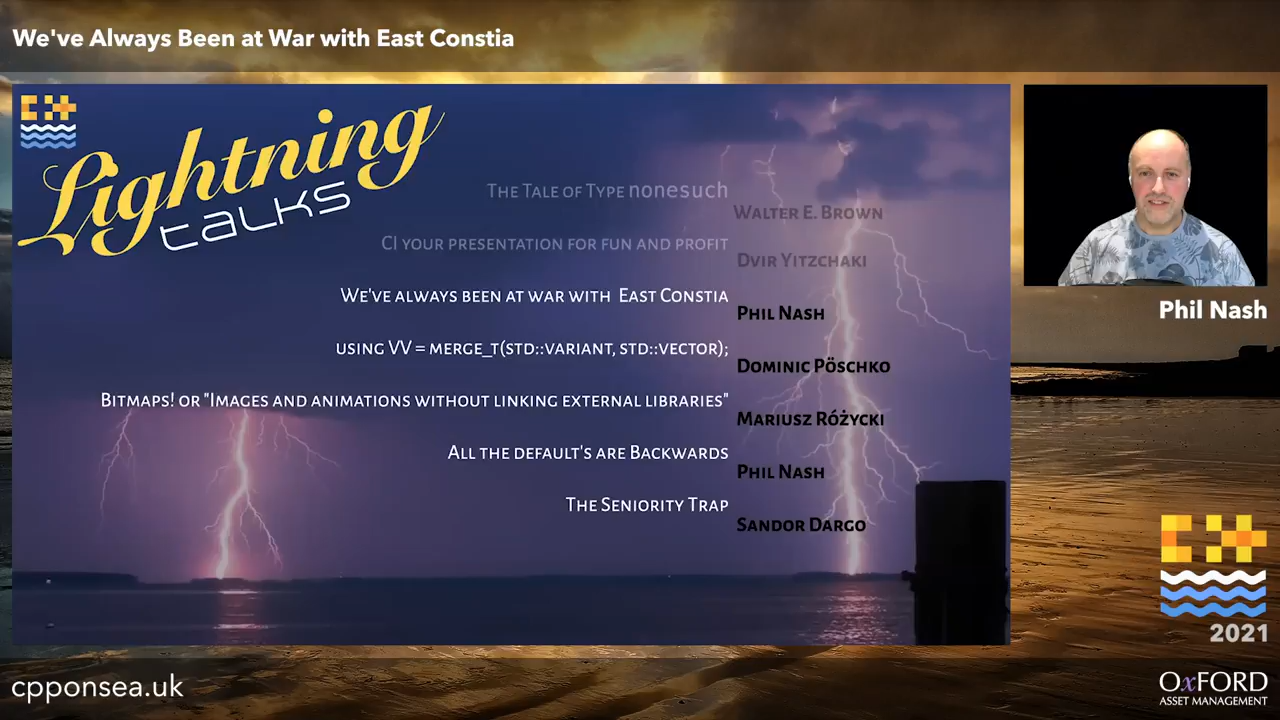 We've Always Been at War with East Constia
Lightning
talks
The Tale of Type nonesuch
Walter E. Brown
CI your presentation for fun and profit
Dvir Yitzchaki
We've always been at war with East Constia
Phil Nash
using VV = merge_t(std::variant, std::vector);
Dominic Pöschko
Bitmaps! or "Images and animations without linking external libraries"
Mariusz Różycki
All the default's are Backwards
Phil Nash
The Seniority Trap
Sandor Dargo
Phil Nash
C++
2021
cpponsea.uk
OxFORD
ASSET MANAGEMENT